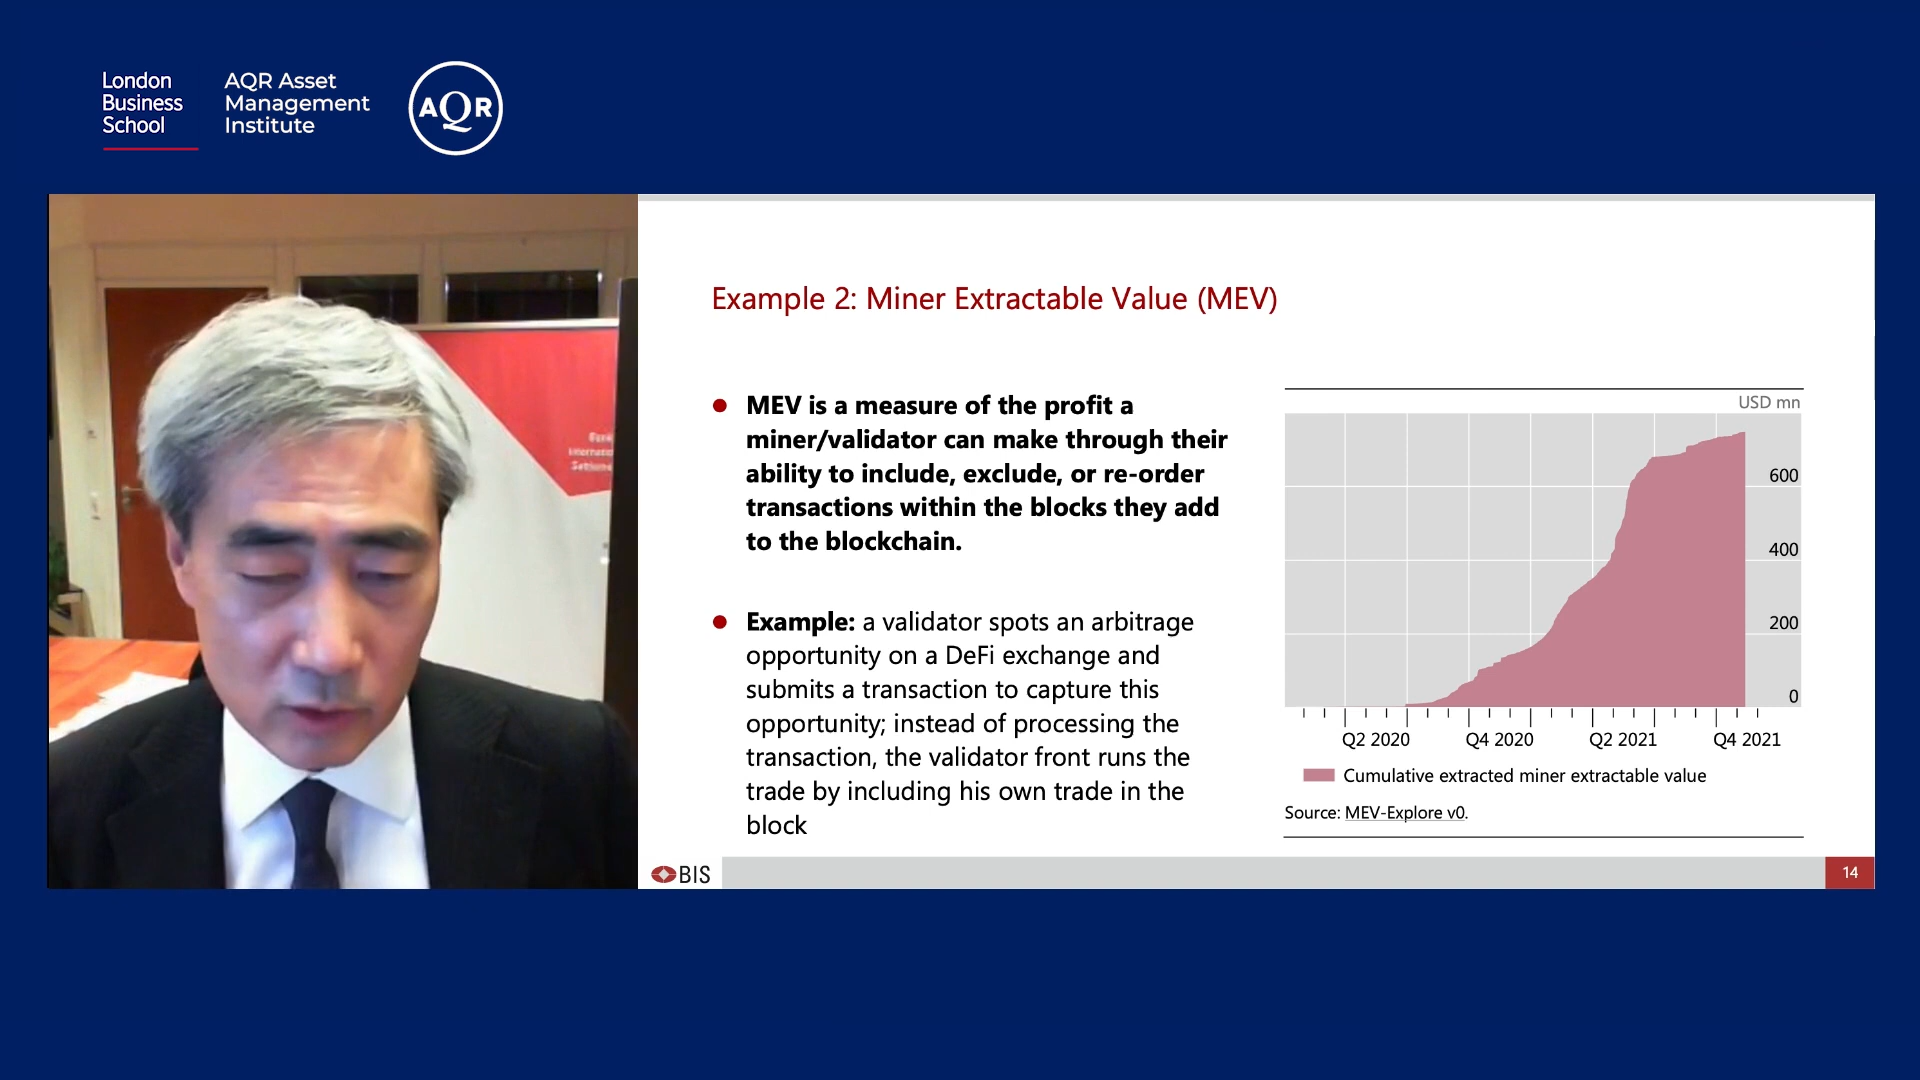 London
Business
School
AQR Asset
Management
Institute
AQR
Example 2: Miner Extractable Value (MEV)
MEV is a measure of the profit a
miner/validator can make through their
ability to include, exclude, or re-order
transactions within the blocks they add
to the blockchain.
Example: a validator spots an arbitrage
opportunity on a DeFi exchange and
submits a transaction to capture this
opportunity; instead of processing the
transaction, the validator front runs the
trade by including his own trade in the
block
USD mn
600
400
200
0
Q2 2020 Q4 2020 Q2 2021 Q4 2021
Cumulative extracted miner extractable value
Source: MEV-Explore v0.
BIS
14